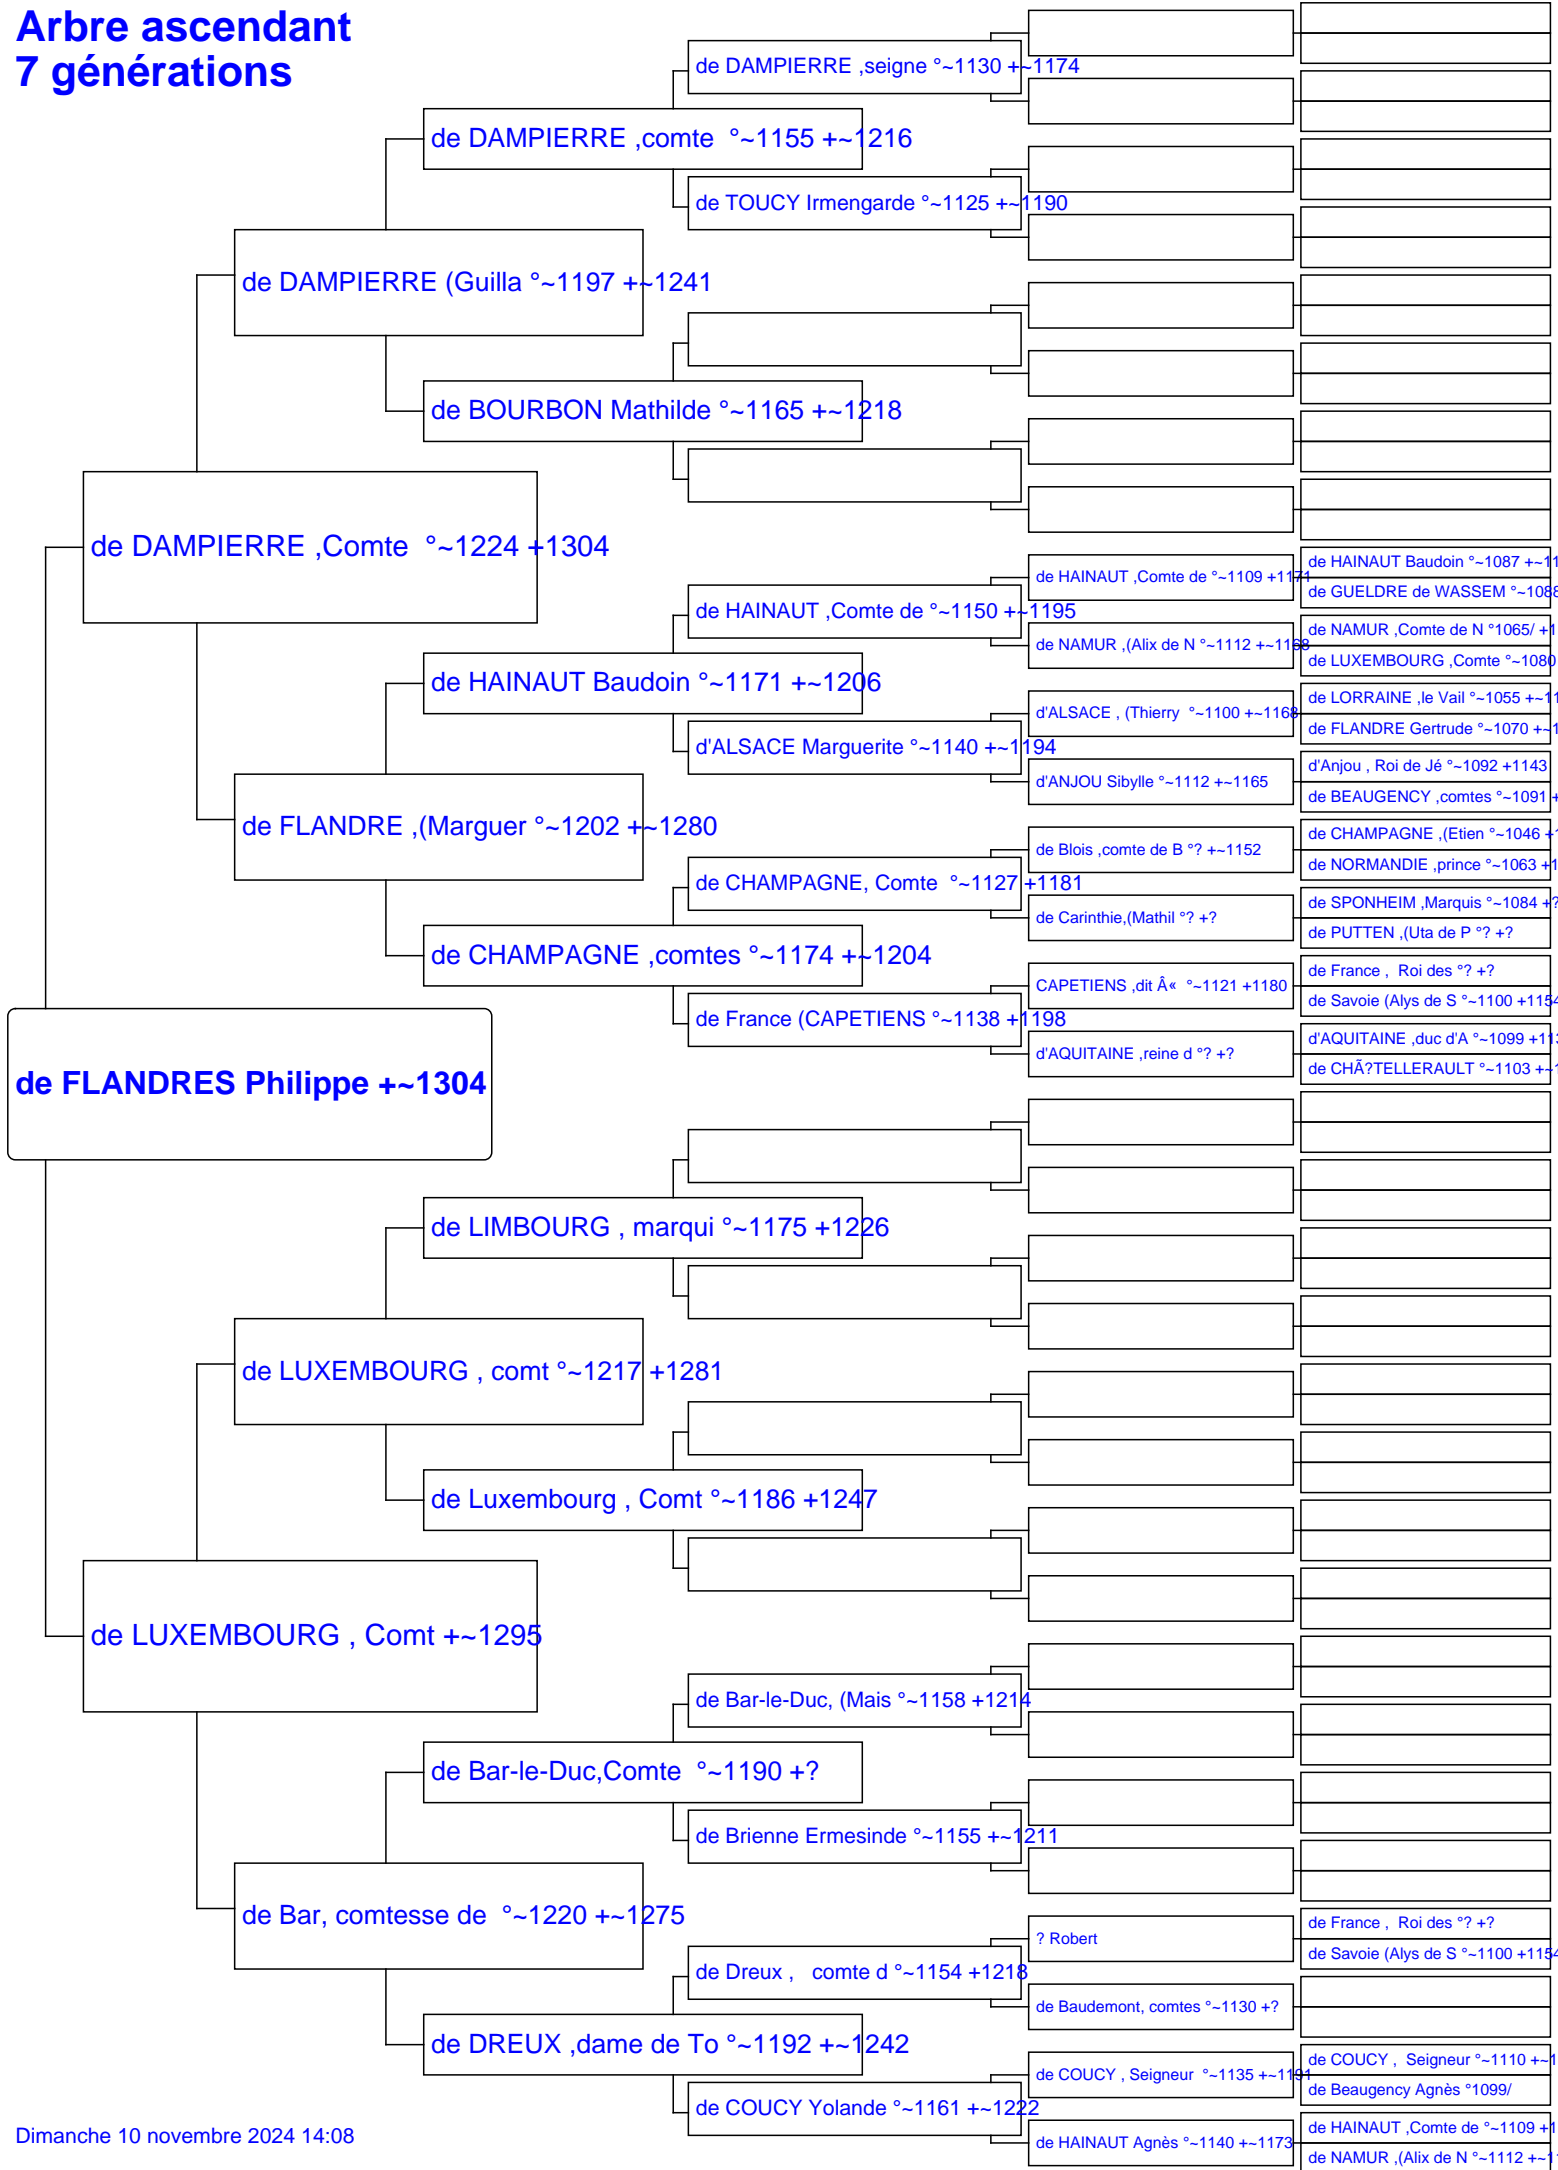 Arbre ascendant
7 générations
de DAMPIERRE ,seigne °~1130 +~1174
de DAMPIERRE ,comte °~1155 +~1216
de TOUCY Irmengarde °~1125 +~1190
de DAMPIERRE (Guilla °~1197 +~1241
de BOURBON Mathilde °~1165 +~1218
de DAMPIERRE ,Comte °~1224 +1304
de HAINAUT Baudoin °~1087 +~11
de HAINAUT ,Comte de °~1109 +1171
de GUELDRE de WASSEM °~1088
de HAINAUT ,Comte de °~1150 +~1195
de NAMUR ,Comte de N °1065/ +1
de NAMUR ,(Alix de N °~1112 +~1168
de LUXEMBOURG ,Comte °~1080
de HAINAUT Baudoin °~1171 +~1206
de LORRAINE ,le Vail °~1055 +~11
d'ALSACE , (Thierry °~1100 +~1168
de FLANDRE Gertrude °~1070 +~1
d'ALSACE Marguerite °~1140 +~1194
d'Anjou , Roi de Jé °~1092 +1143
d'ANJOU Sibylle °~1112 +~1165
de BEAUGENCY ,comtes °~1091 +
de FLANDRE ,(Marguer °~1202 +~1280
de CHAMPAGNE ,(Etien °~1046 +1
de Blois ,comte de B °? +~1152
de NORMANDIE ,prince °~1063 +1
de CHAMPAGNE, Comte °~1127 +1181
de SPONHEIM ,Marquis °~1084 +?
de Carinthie,(Mathil °? +?
de PUTTEN ,(Uta de P °? +?
de CHAMPAGNE ,comtes °~1174 +~1204
de France , Roi des °? +?
CAPETIENS ,dit Â« °~1121 +1180
de Savoie (Alys de S °~1100 +1154
de France (CAPETIENS °~1138 +1198
d'AQUITAINE ,duc d'A °~1099 +113
d'AQUITAINE ,reine d °? +?
de CHÃ?TELLERAULT °~1103 +~1
de FLANDRES Philippe +~1304
de LIMBOURG , marqui °~1175 +1226
de LUXEMBOURG , comt °~1217 +1281
de Luxembourg , Comt °~1186 +1247
de LUXEMBOURG , Comt +~1295
de Bar-le-Duc, (Mais °~1158 +1214
de Bar-le-Duc,Comte °~1190 +?
de Brienne Ermesinde °~1155 +~1211
de Bar, comtesse de °~1220 +~1275
de France , Roi des °? +?
? Robert
de Savoie (Alys de S °~1100 +1154
de Dreux , comte d °~1154 +1218
de Baudemont, comtes °~1130 +?
de DREUX ,dame de To °~1192 +~1242
de COUCY , Seigneur °~1110 +~1
de COUCY , Seigneur °~1135 +~1191
de Beaugency Agnès °1099/
de COUCY Yolande °~1161 +~1222
de HAINAUT ,Comte de °~1109 +1
de HAINAUT Agnès °~1140 +~1173
de NAMUR ,(Alix de N °~1112 +~1
Dimanche 10 novembre 2024 14:08